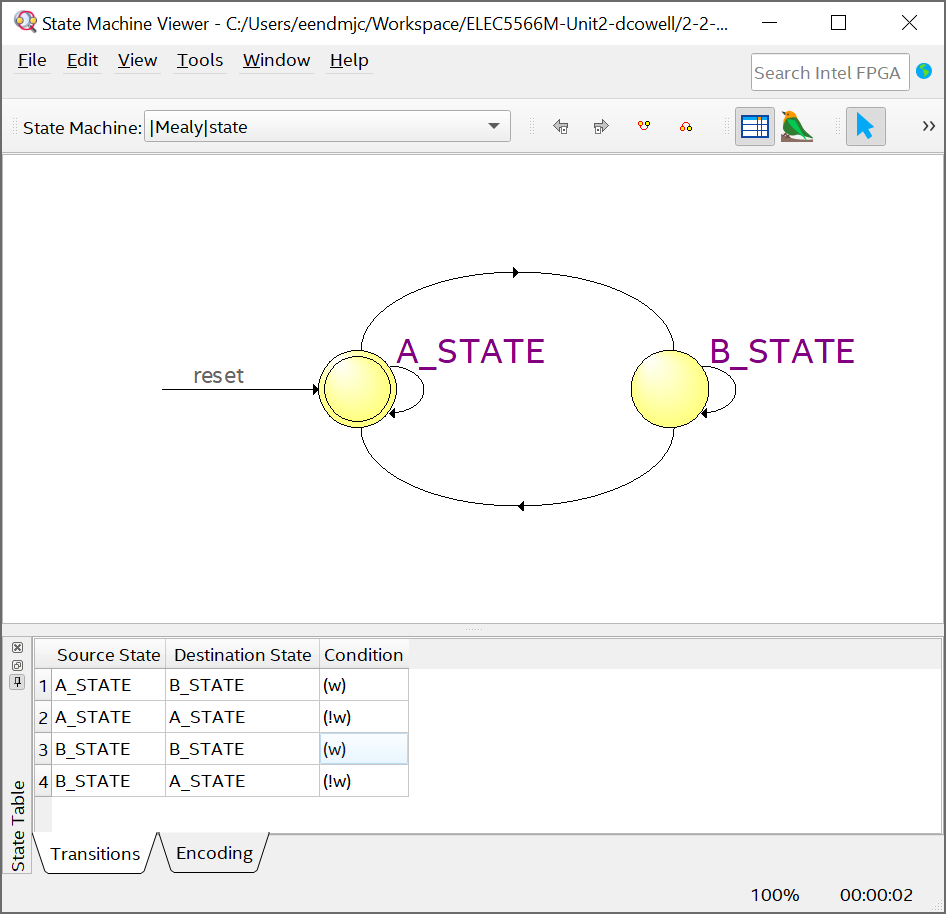 State Machine Viewer - C:/Users/eendmjc/Workspace/ELEC5566M-Unit2-dcowell/2-2-...
File Edit View Tools Window Help
Search Intel FPGA
State Machine: |Mealy|state
A_STATE B_STATE
reset
Source State Destination State Condition
1 A_STATE B_STATE (w)
2 A_STATE A_STATE (!w)
3 B_STATE B_STATE (w)
4 B_STATE A_STATE (!w)
State Table
Transitions Encoding
100% 00:00:02